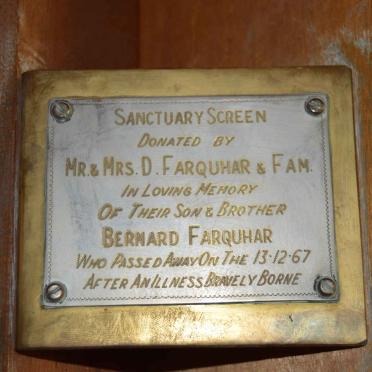 SANCTUARY SCREEN
DONATED BY
MR. & MRS. D. FARQUHAR & FAM.
IN LOVING MEMORY
OF THEIR SON & BROTHER
BERNARD FARQUHAR
WHO PASSED AWAY ON THE 13·12·67
AFTER AN ILLNESS BRAVELY BORNE